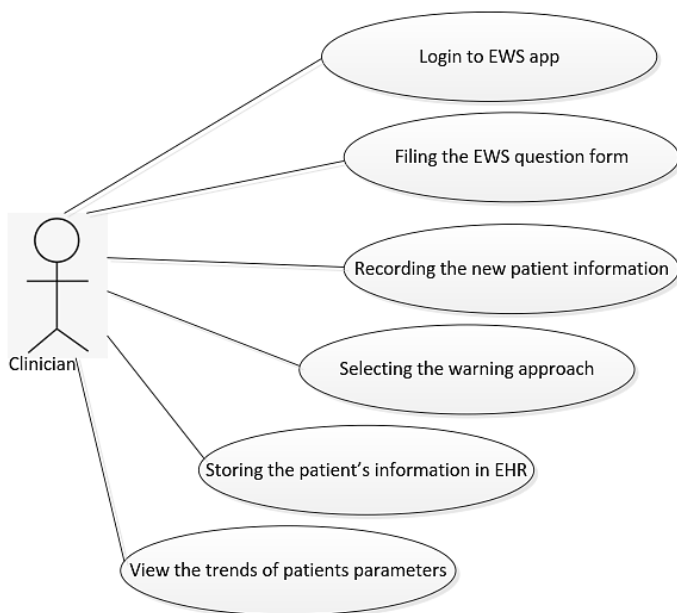 Login to EWS app
Filing the EWS question form
Recording the new patient information
Clinician
Selecting the warning approach
Storing the patient's information in EHR
View the trends of patients parameters